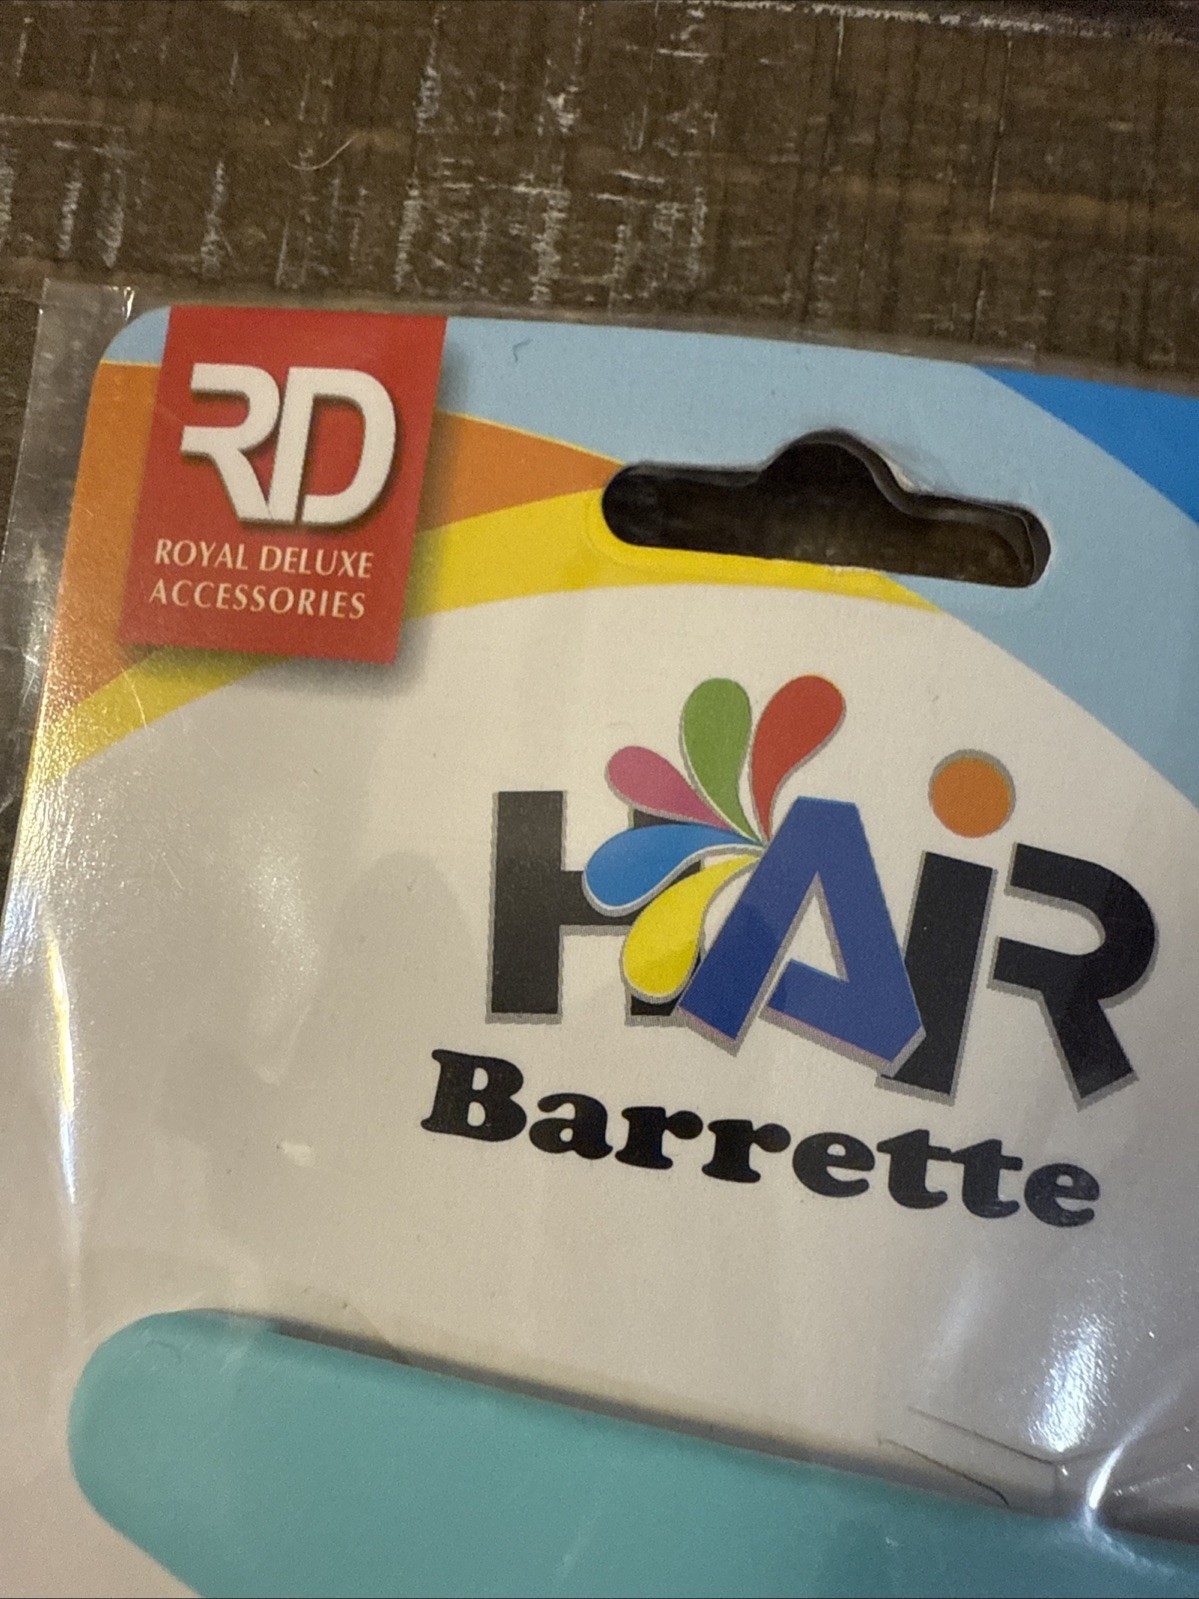 RD
ROYAL DELUXE
ACCESSORIES
HAiR
Barrette